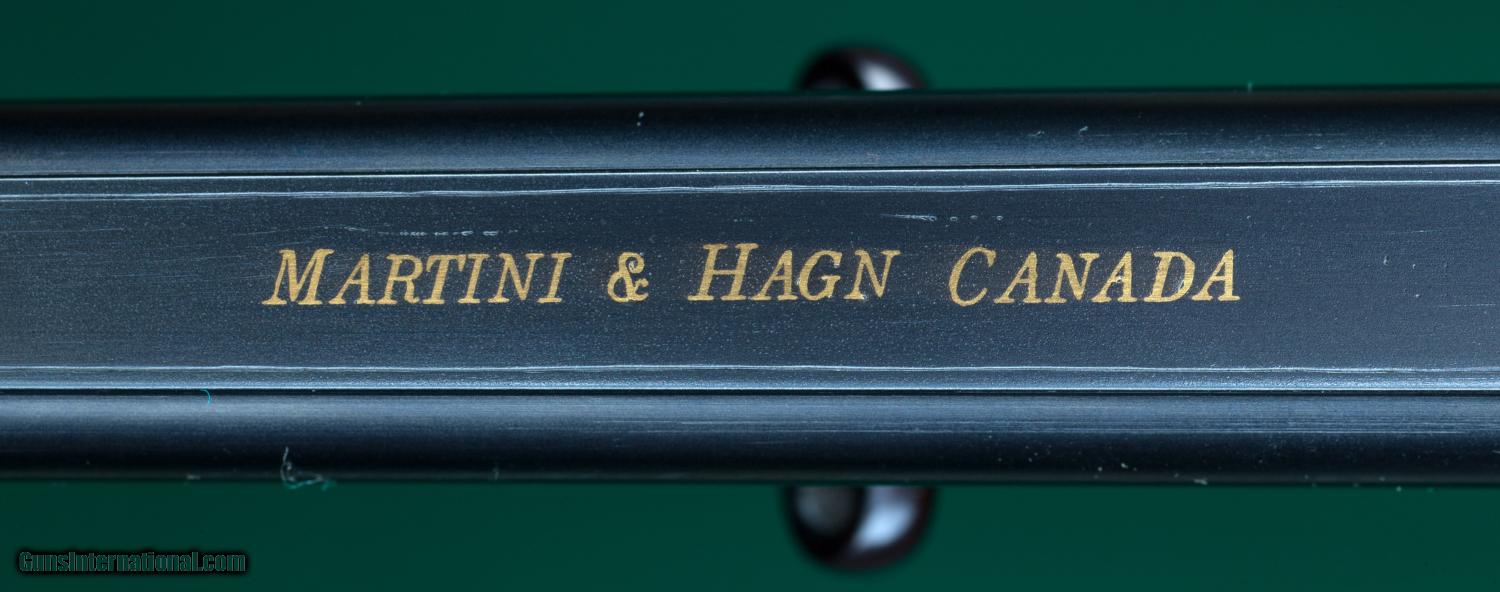 MARTINI & HAGN CANADA
GunsInternational.com